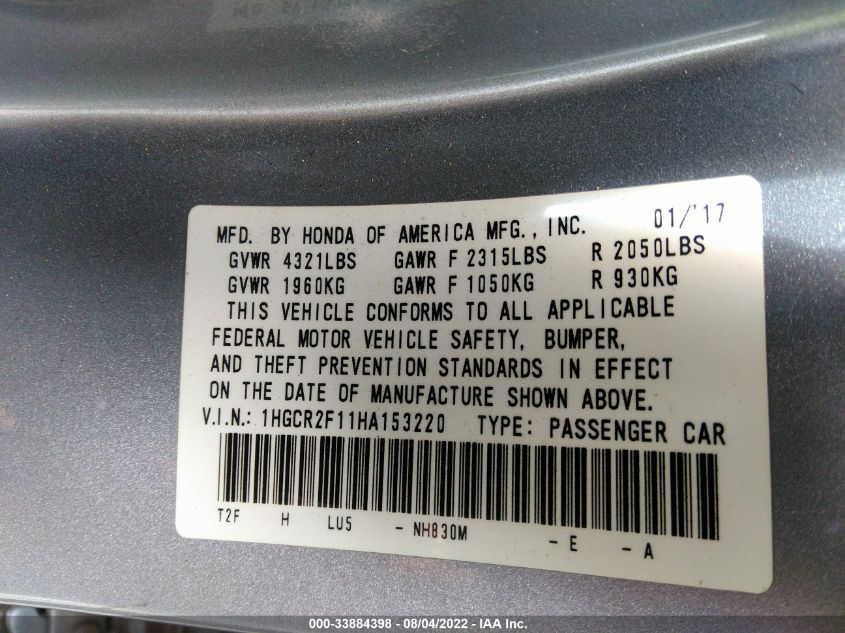 MFD. BY HONDA OF AMERICA MFG., INC. 01/'17
GVWR 4321LBS GAWR F 2315LBS R 2050LBS
GVWR 1960KG GAWR F 1050KG R 930KG
THIS VEHICLE CONFORMS TO ALL APPLICABLE
FEDERAL MOTOR VEHICLE SAFETY, BUMPER,
AND THEFT PREVENTION STANDARDS IN EFFECT
ON THE DATE OF MANUFACTURE SHOWN ABOVE.
V.I.N.: 1HGCR2F11HA153220 TYPE: PASSENGER CAR
T2F H LU5 - NH830M - E - A
000-33884398 - 08/04/2022 - IAA Inc.